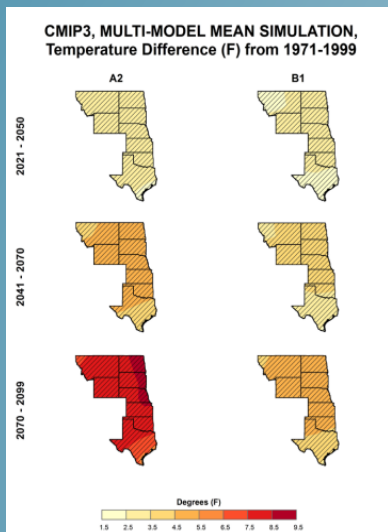 CMIP3, MULTI-MODEL MEAN SIMULATION,
Temperature Difference (F) from 1971-1999
A2
B1
2021 - 2050
2041 - 2070
2070 - 2099
Degrees (F)
1.5 2.5 3.5 4.5 5.5 6.5 7.5 8.5 9.5